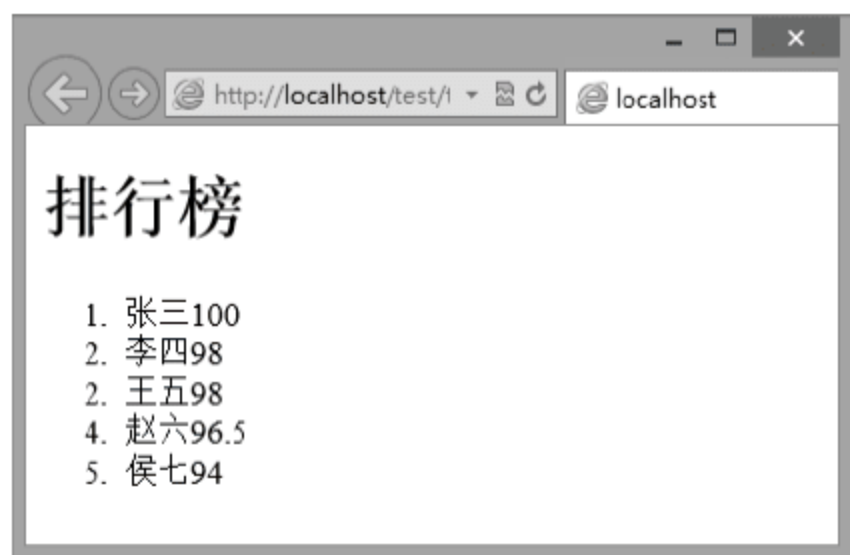 http://localhost/test/t
localhost
排行榜
1. 张三100
2. 李四98
2. 王五98
4. 赵六96.5
5. 侯七94